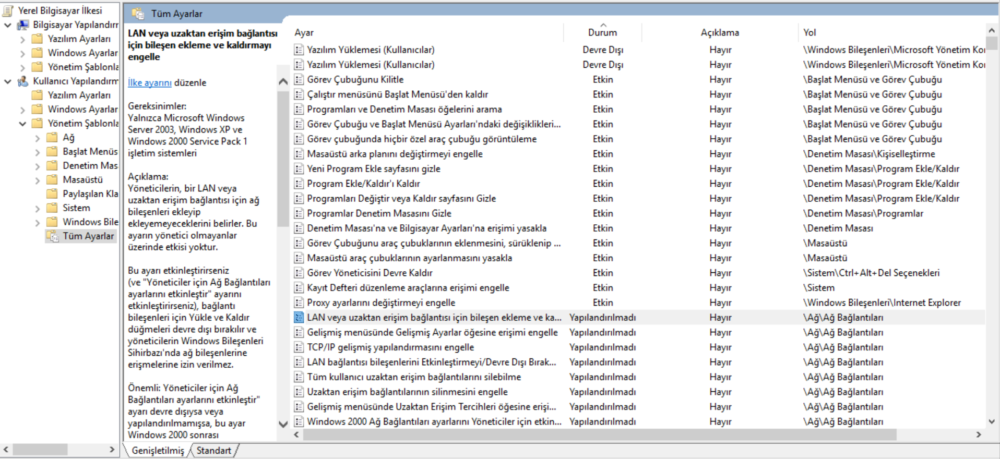 Yerel Bilgisayar İlkesi
Bilgisayar Yapılandırr
Yazılım Ayarları
Windows Ayarlar
Yönetim Şablonla
Kullanıcı Yapılandırm
Yazılım Ayarları
Windows Ayarlar
Yönetim Şablonla
Ağ
Başlat Menüs
Denetim Mas
Masaüstü
Paylaşılan Kla
Sistem
Windows Bile
Tüm Ayarlar
Tüm Ayarlar
LAN veya uzaktan erişim bağlantısı
için bileşen ekleme ve kaldırmayı
engelle
İlke ayarını düzenle
Gereksinimler:
Yalnızca Microsoft Windows
Server 2003, Windows XP ve
Windows 2000 Service Pack 1
işletim sistemleri
Açıklama:
Yöneticilerin, bir LAN veya
uzaktan erişim bağlantısı için ağ
bileşenleri ekleyip
ekleyemeyeceklerini belirler. Bu
ayarın yönetici olmayanlar
üzerinde etkisi yoktur.
Bu ayarı etkinleştirirseniz
(ve "Yöneticiler için Ağ Bağlantıları
ayarlarını etkinleştir" ayarını
etkinleştirirseniz), bağlantı
bileşenleri için Yükle ve Kaldır
düğmeleri devre dışı bırakılır ve
yöneticilerin Windows Bileşenleri
Sihirbazı'nda ağ bileşenlerine
erişmelerine izin verilmez.
Önemli: Yöneticiler için Ağ
Bağlantıları ayarlarını etkinleştir"
ayarı devre dışıysa veya
yapılandırılmamışsa, bu ayar
Windows 2000 sonrası
Ayar Durum Açıklama Yol
Yazılım Yüklemesi (Kullanıcılar) Devre Dışı Hayır \Windows Bileşenleri\Microsoft Yönetim Koı
Yazılım Yüklemesi (Kullanıcılar) Devre Dışı Hayır \Windows Bileşenleri\Microsoft Yönetim Koı
Görev Çubuğunu Kilitle Etkin Hayır \Başlat Menüsü ve Görev Çubuğu
Çalıştır menüsünü Başlat Menüsü'den kaldır Etkin Hayır \Başlat Menüsü ve Görev Çubuğu
Programları ve Denetim Masası öğelerini arama Etkin Hayır \Başlat Menüsü ve Görev Çubuğu
Görev Çubuğu ve Başlat Menüsü Ayarları'ndaki değişiklikleri... Etkin Hayır \Başlat Menüsü ve Görev Çubuğu
Görev çubuğunda hiçbir özel araç çubuğu görüntüleme Etkin Hayır \Başlat Menüsü ve Görev Çubuğu
Masaüstü arka planını değiştirmeyi engelle Etkin Hayır \Denetim Masası\Kişiselleştirme
Yeni Program Ekle sayfasını gizle Etkin Hayır \Denetim Masası\Program Ekle/Kaldır
Program Ekle/Kaldır'ı Kaldır Etkin Hayır \Denetim Masası\Program Ekle/Kaldır
Programları Değiştir veya Kaldır sayfasını Gizle Etkin Hayır \Denetim Masası\Program Ekle/Kaldır
Programlar Denetim Masasını Gizle Etkin Hayır \Denetim Masası\Programlar
Denetim Masası'na ve Bilgisayar Ayarları'na erişimi yasakla Etkin Hayır \Denetim Masası
Görev Çubuğunu araç çubuklarının eklenmesini, sürüklenip ... Etkin Hayır \Masaüstü
Masaüstü araç çubuklarının ayarlanmasını yasakla Etkin Hayır \Masaüstü
Görev Yöneticisini Devre Kaldır Etkin Hayır \Sistem\Ctrl+Alt+Del Seçenekleri
Kayıt Defteri düzenleme araçlarına erişimi engelle Etkin Hayır \Sistem
Proxy ayarlarını değiştirmeyi engelle Etkin Hayır \Windows Bileşenleri\Internet Explorer
LAN veya uzaktan erişim bağlantısı için bileşen ekleme ve ka... Yapılandırılmadı Hayır \Ağ\Ağ Bağlantıları
Gelişmiş menüsünde Gelişmiş Ayarlar öğesine erişimi engelle Yapılandırılmadı Hayır \Ağ\Ağ Bağlantıları
TCP/IP gelişmiş yapılandırmasını engelle Yapılandırılmadı Hayır \Ağ\Ağ Bağlantıları
LAN bağlantısı bileşenlerini Etkinleştirmeyi/Devre Dışı Bırak... Yapılandırılmadı Hayır \Ağ\Ağ Bağlantıları
Tüm kullanıcı uzaktan erişim bağlantılarını silebilme Yapılandırılmadı Hayır \Ağ\Ağ Bağlantıları
Uzaktan erişim bağlantılarının silinmesini engelle Yapılandırılmadı Hayır \Ağ\Ağ Bağlantıları
Gelişmiş menüsünde Uzaktan Erişim Tercihleri öğesine erişi... Yapılandırılmadı Hayır \Ağ\Ağ Bağlantıları
Windows 2000 Ağ Bağlantıları ayarlarını Yöneticiler için etkin... Yapılandırılmadı Hayır \Ağ\Ağ Bağlantıları
Genişletilmiş Standart